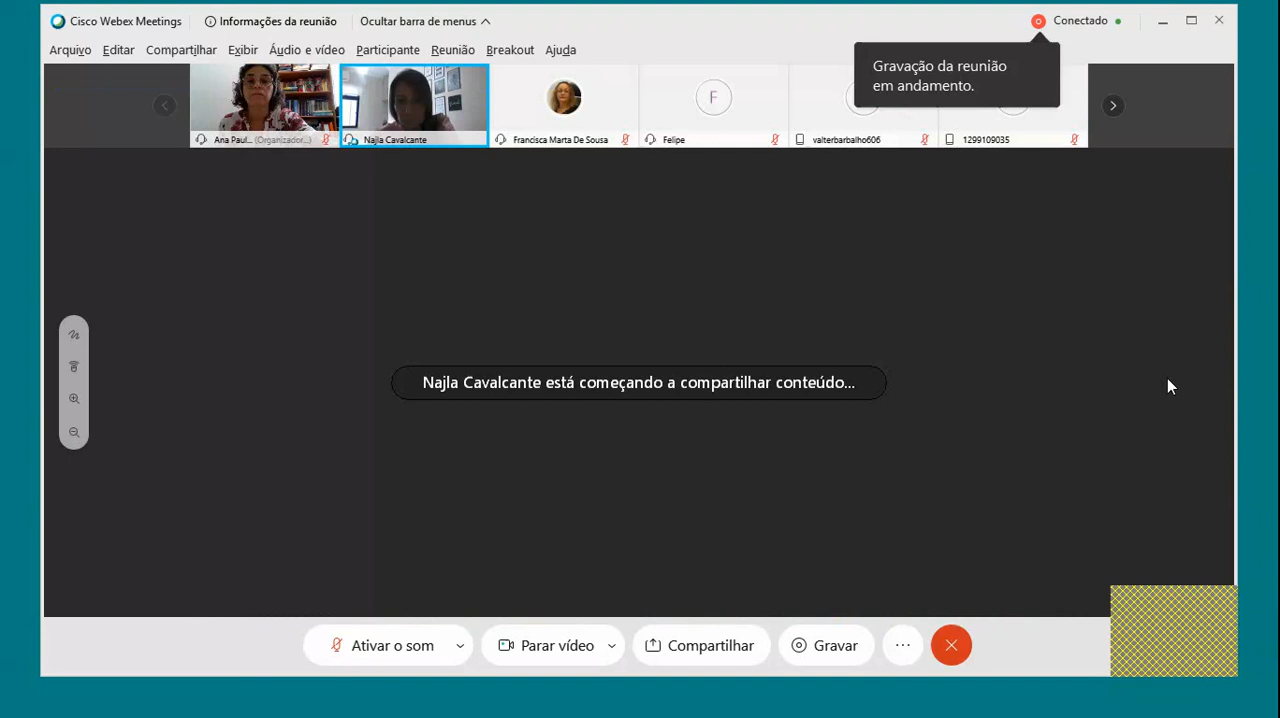 Cisco Webex Meetings
Informações da reunião
Ocultar barra de menus
Conectado
Arquivo Editar Compartilhar Exibir Áudio e vídeo Participante Reunião Breakout Ajuda
Gravação da reunião
em andamento.
F
Ana Paul... (Organizador...)
Najla Cavalcante
Francisca Marta De Sousa
Felipe
valterbarbalho606
1299109035
Najla Cavalcante está começando a compartilhar conteúdo...
Ativar o som
Parar vídeo
Compartilhar
Gravar